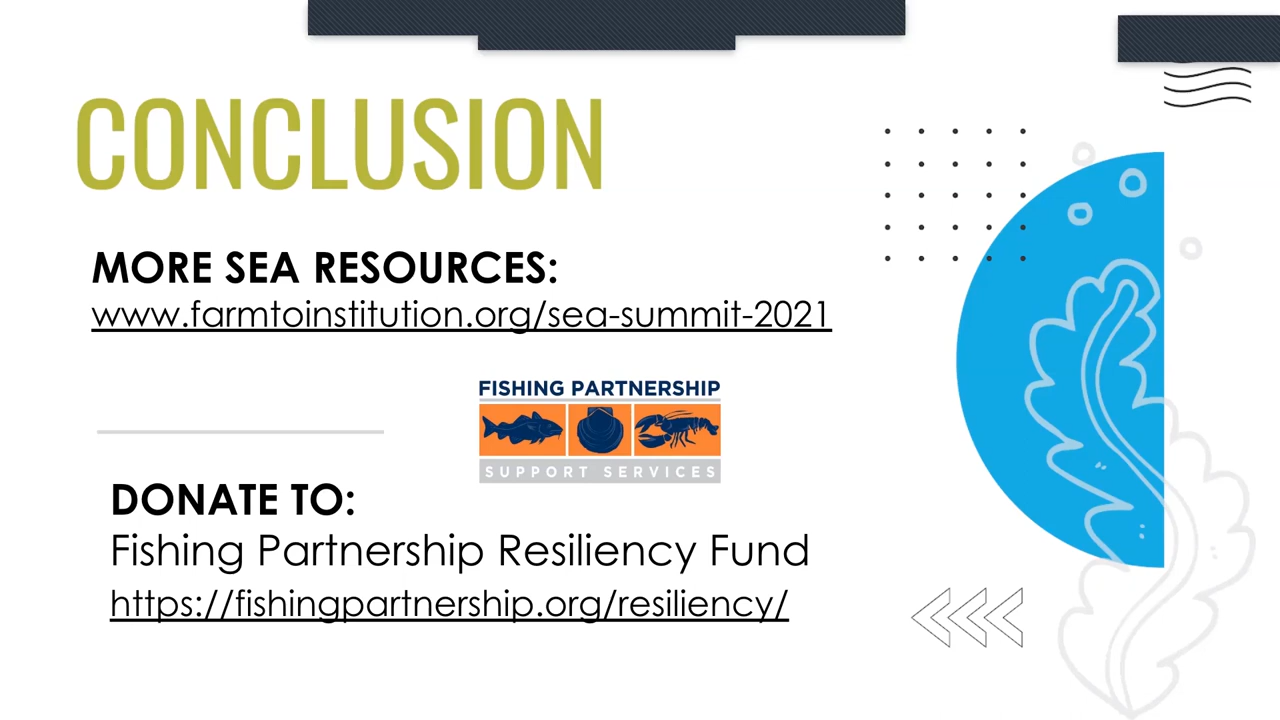 CONCLUSION
MORE SEA RESOURCES:
www.farmtoinstitution.org/sea-summit-2021
FISHING PARTNERSHIP
SUPPORT SERVICES
DONATE TO:
Fishing Partnership Resiliency Fund
https://fishingpartnership.org/resiliency/